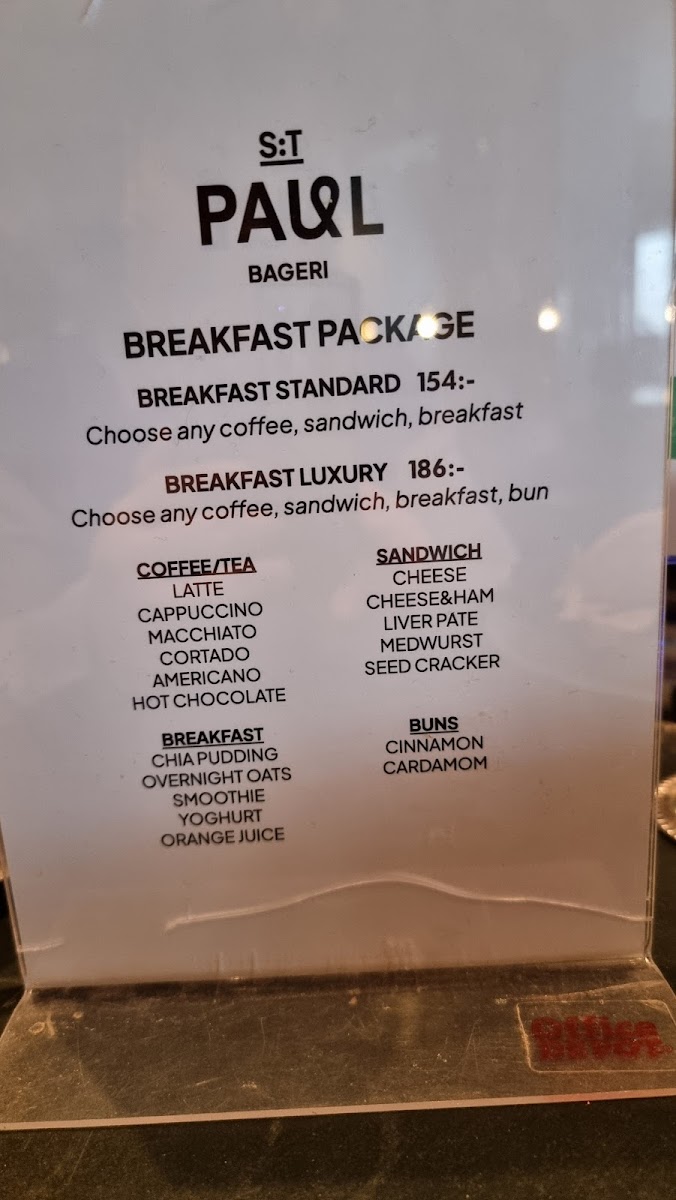 S:T
PAUL
BAGERI
BREAKFAST PACKAGE
BREAKFAST STANDARD 154:-
Choose any coffee, sandwich, breakfast
BREAKFAST LUXURY 186:-
Choose any coffee, sandwich, breakfast, bun
COFFEE/TEA
LATTE
CAPPUCCINO
MACCHIATO
CORTADO
AMERICANO
HOT CHOCOLATE
SANDWICH
CHEESE
CHEESE&HAM
LIVER PATE
MEDWURST
SEED CRACKER
BREAKFAST
CHIA PUDDING
OVERNIGHT OATS
SMOOTHIE
YOGHURT
ORANGE JUICE
BUNS
CINNAMON
CARDAMOM